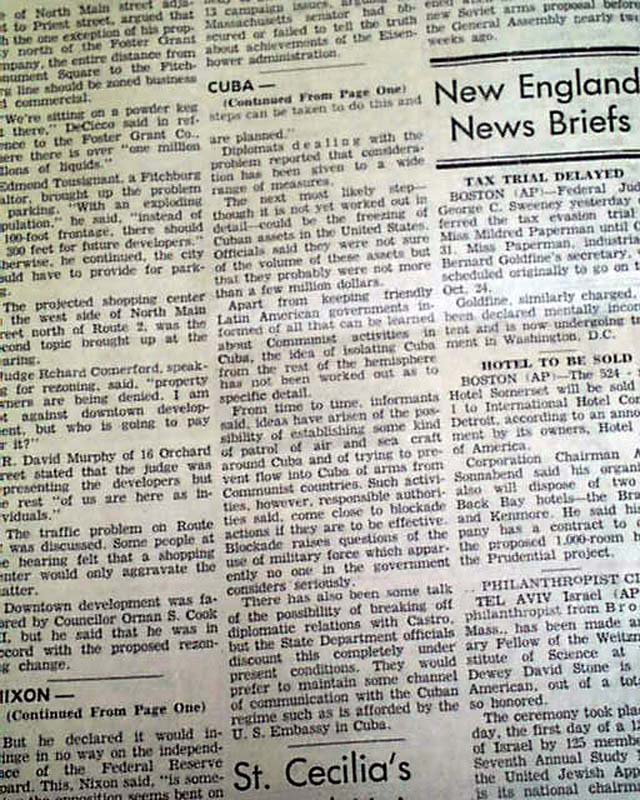 e of North Main street adja-
t to Priest street, argued that
h the one exception of his prop-
y north of the Foster Grant
mpany, the entire distance from
nument Square to the Fitch-
rg line should be zoned business
d commercial.
"We're sitting on a powder keg
t there," DeCicco said in ref-
ence to the Foster Grant Co.,
ere there is over "one million
llons of liquids."
Edmond Tousignant, a Fitchburg
altor, brought up the problem
parking. "With an exploding
pulation," he said, "instead of
100-foot frontage, there should
300 feet for future developers."
herwise, he continued, the city
uld have to provide for park-
g.
The projected shopping center
the west side of North Main
reet north of Route 2, was the
cond topic brought up at the
aring.
Judge Rchard Comerford, speak-
g for rezoning, said, "property
ners are being denied. I am
t against downtown develop-
ent, but who is going to pay
r it?"
R. David Murphy of 16 Orchard
reet stated that the judge was
presenting the developers but
e rest "of us are here as in-
viduals."
The traffic problem on Route
was discussed. Some people at
e hearing felt that a shopping
nter would only aggravate the
atter.
Downtown development was fa-
ored by Councilor Ornan S. Cook
I, but he said that he was in
ccord with the proposed rezon-
g change.
NIXON —
(Continued From Page One)
But he declared it would in-
inge in no way on the independ-
ce of the Federal Reserve
oard. This, Nixon said, "is some-
the opposition seems bent on
13 campaign issues,
Massachusetts senator had ob-
scured or failed to tell the truth
about achievements of the Eisen-
hower administration.
CUBA —
(Continued From Page One)
steps can be taken to do this and
are planned."
Diplomats dealing with the
problem reported that considera-
tion has been given to a wide
range of measures.
The next most likely step—
though it is not yet worked out in
detail—could be the freezing of
Cuban assets in the United States.
Officials said they were not sure
of the volume of these assets but
that they probably were not more
than a few million dollars.
Apart from keeping friendly
Latin American governments in-
formed of all that can be learned
about Communist activities in
Cuba, the idea of isolating Cuba
from the rest of the hemisphere
has not been worked out as to
specific detail.
From time to time, informants
said, ideas have arisen of the pos-
sibility of establishing some kind
of patrol of air and sea craft
around Cuba and of trying to pre-
vent flow into Cuba of arms from
Communist countries. Such activi-
ties, however, responsible authori-
ties said, come close to blockade
actions if they are to be effective.
Blockade raises questions of the
use of military force which appar-
ently no one in the government
considers seriously.
There has also been some talk
of the possibility of breaking off
diplomatic relations with Castro,
but the State Department officials
discount this completely under
present conditions. They would
prefer to maintain some channel
of communication with the Cuban
regime such as is afforded by the
U. S. Embassy in Cuba.
St. Cecilia's
new Soviet arms proposal before
the General Assembly nearly tw
weeks ago.
New England
News Briefs
TAX TRIAL DELAYED
BOSTON (AP)—Federal Jud
George C. Sweeney yesterday
ferred the tax evasion trial
Miss Mildred Paperman until O
31. Miss Paperman, industria
Bernard Goldfine's secretary,
scheduled originally to go on t
Oct. 24.
Goldfine, similarly charged,
been declared mentally incom
tent and is now undergoing t
ment in Washington, D.C.
HOTEL TO BE SOLD
BOSTON (AP)—The 524 -
Hotel Somerset will be sold
1 to International Hotel Cor
Detroit, according to an anno
ment by its owners, Hotel
of America.
Corporation Chairman A
Sonnabend said his organ
also will dispose of two
Back Bay hotels—the Br
and Kenmore. He said his
pany has a contract to
the proposed 1,000-room h
the Prudential project.
PHILANTHROPIST CI
TEL AVIV Israel (AP
philanthropist from Bro
Mass., has been made an
ary Fellow of the Weizm
stitute of Science at
Dewey David Stone is
American, out of a tot
so honored.
The ceremony took pla
day, the first day of a 12
of Israel by 125 membe
Seventh Annual Study
the United Jewish App
is its national chairm